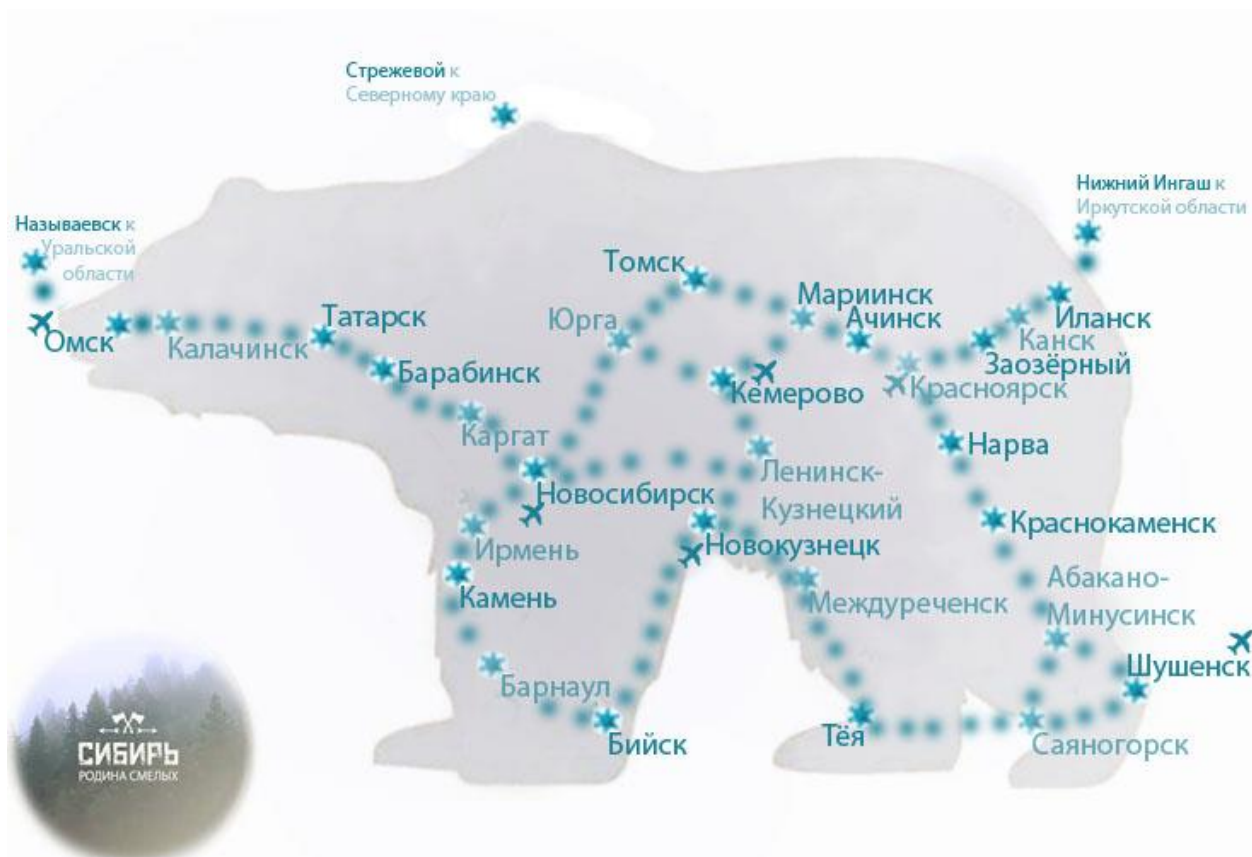 Стрежевой к
Северному краю
Нижний Ингаш к
Иркутской области
Называевск к
Уральской
области
Томск
Мариинск
Ачинск
Иланск
Канск
Заозёрный
Красноярск
Юрга
Татарск
Омск
Калачинск
Барабинск
Кемерово
Каргат
Нарва
Ленинск-
Кузнецкий
Новосибирск
Краснокаменск
Ирмень
Новокузнецк
Абакано-
Минусинск
Камень
Междуреченск
Шушенск
Барнаул
Бийск
Тёя
Саяногорск
СИБИРЬ
РОДИНА СМЕЛЫХ